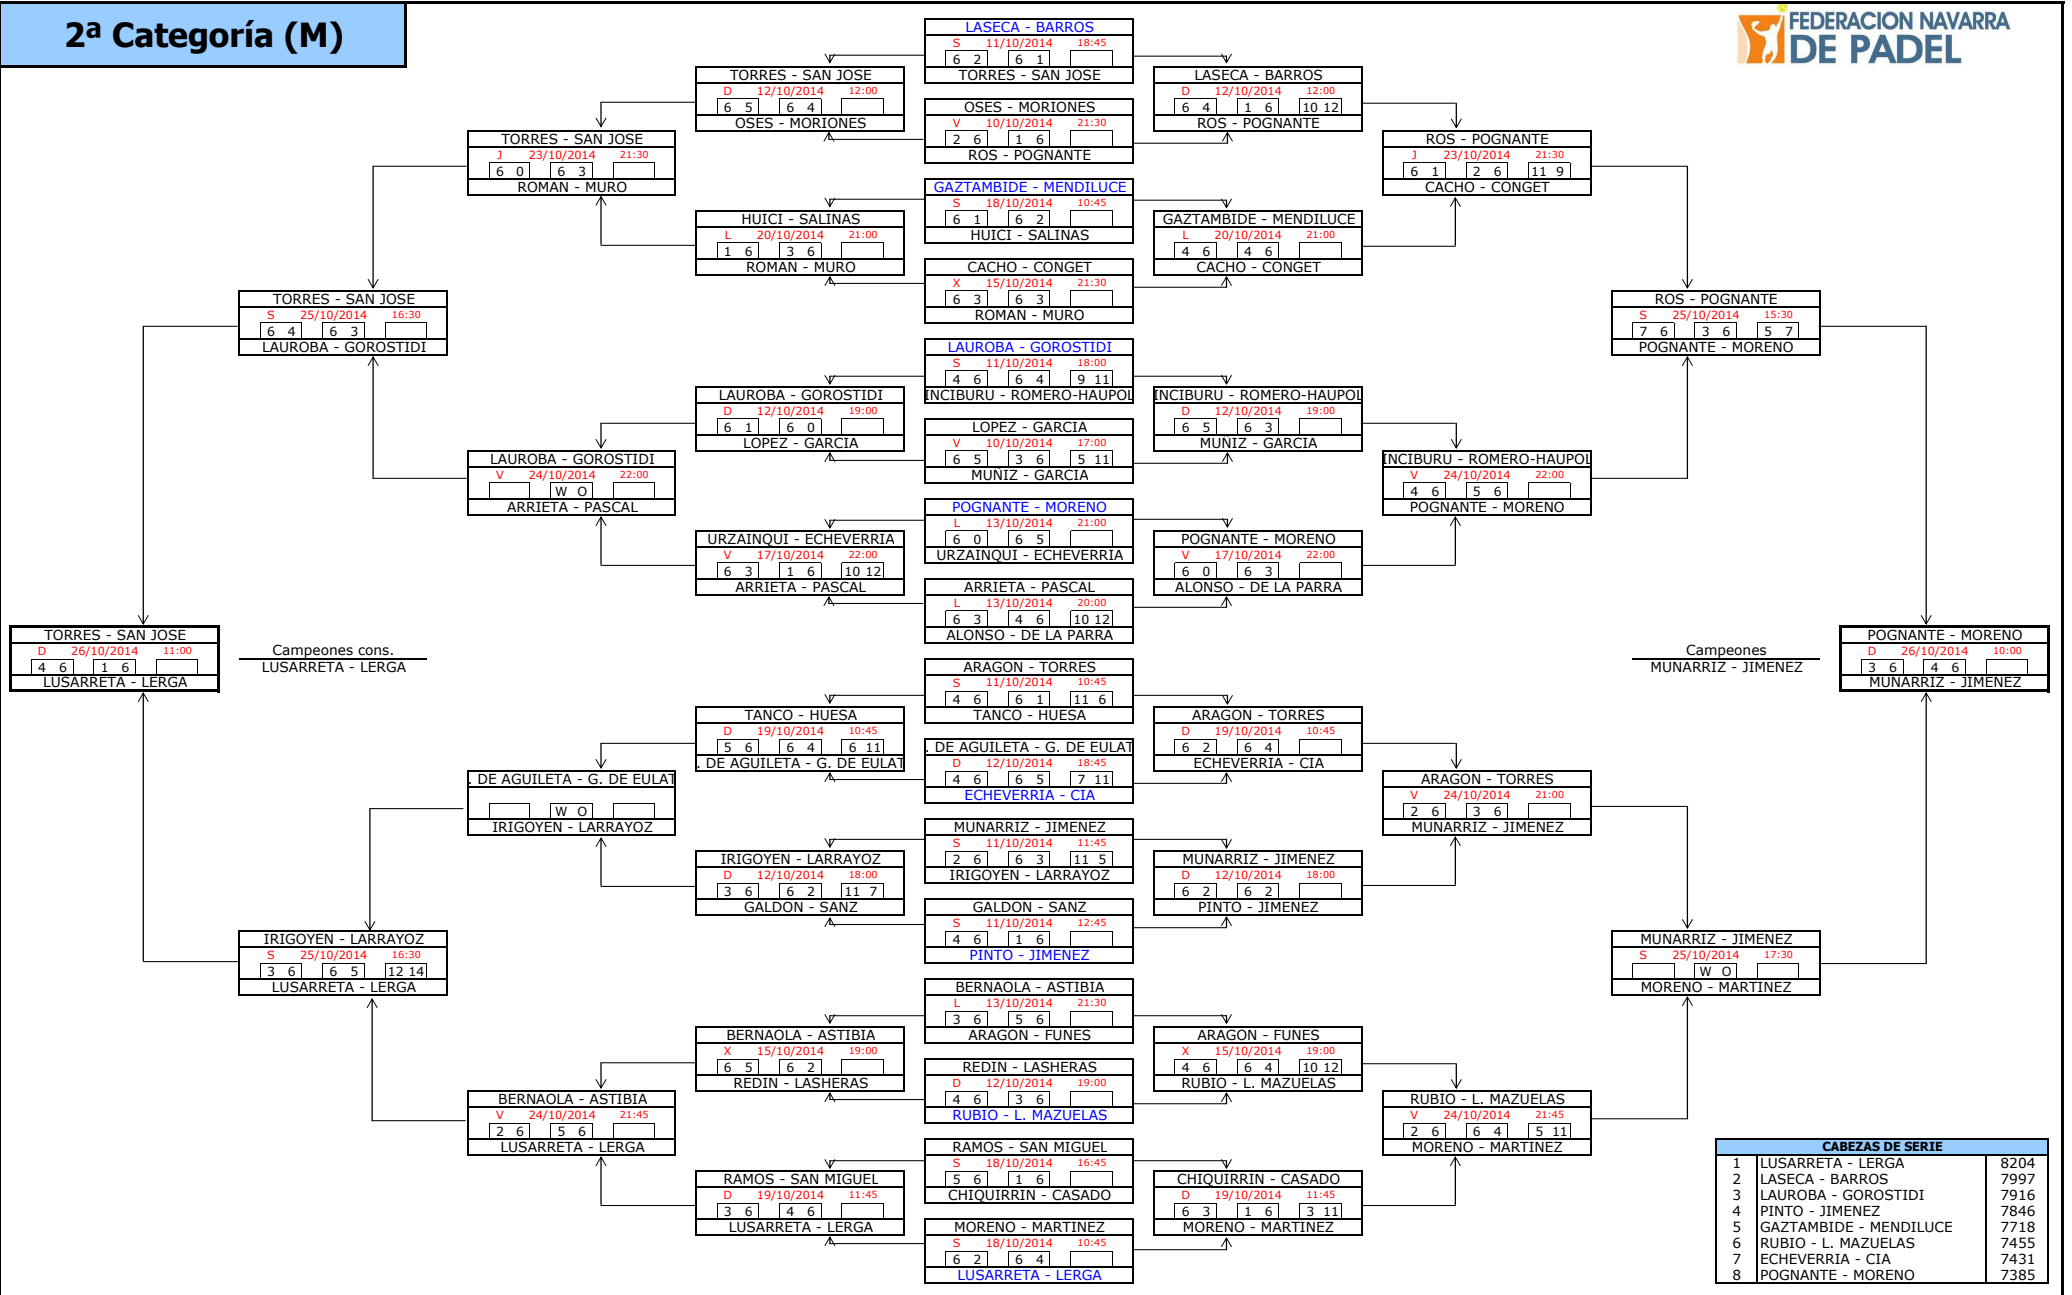 2ª Categoría (M)
FEDERACION NAVARRA
DE PADEL
LASECA - BARROS
S 11/10/2014 18:45
6 2 6 1
TORRES - SAN JOSE
OSES - MORIONES
V 10/10/2014 21:30
2 6 1 6
ROS - POGNANTE
GAZTAMBIDE - MENDILUCE
S 18/10/2014 10:45
6 1 6 2
HUICI - SALINAS
CACHO - CONGET
X 15/10/2014 21:30
6 3 6 3
ROMAN - MURO
LAUROBA - GOROSTIDI
S 11/10/2014 18:00
4 6 6 4 9 11
INCIBURU - ROMERO-HAUPOL
LOPEZ - GARCIA
V 10/10/2014 17:00
6 5 3 6 5 11
MUÑIZ - GARCIA
POGNANTE - MORENO
L 13/10/2014 21:00
6 0 6 5
URZAINQUI - ECHEVERRIA
ARRIETA - PASCAL
L 13/10/2014 20:00
6 3 4 6 10 12
ALONSO - DE LA PARRA
ARAGON - TORRES
S 11/10/2014 10:45
4 6 6 1 11 6
TANCO - HUESA
. DE AGUILETA - G. DE EULAT
D 12/10/2014 18:45
4 6 6 5 7 11
ECHEVERRIA - CIA
MUNARRIZ - JIMENEZ
S 11/10/2014 11:45
2 6 6 3 11 5
IRIGOYEN - LARRAYOZ
GALDON - SANZ
S 11/10/2014 12:45
4 6 1 6
PINTO - JIMENEZ
BERNAOLA - ASTIBIA
L 13/10/2014 21:30
3 6 5 6
ARAGON - FUNES
REDIN - LASHERAS
D 12/10/2014 19:00
4 6 3 6
RUBIO - L. MAZUELAS
RAMOS - SAN MIGUEL
S 18/10/2014 16:45
5 6 1 6
CHIQUIRRIN - CASADO
MORENO - MARTINEZ
S 18/10/2014 10:45
6 2 6 4
LUSARRETA - LERGA
TORRES - SAN JOSE
D 12/10/2014 12:00
6 5 6 4
OSES - MORIONES
HUICI - SALINAS
L 20/10/2014 21:00
1 6 3 6
ROMAN - MURO
LAUROBA - GOROSTIDI
D 12/10/2014 19:00
6 1 6 0
LOPEZ - GARCIA
URZAINQUI - ECHEVERRIA
V 17/10/2014 22:00
6 3 1 6 10 12
ARRIETA - PASCAL
TANCO - HUESA
D 19/10/2014 10:45
5 6 6 4 6 11
. DE AGUILETA - G. DE EULAT
IRIGOYEN - LARRAYOZ
D 12/10/2014 18:00
3 6 6 2 11 7
GALDON - SANZ
BERNAOLA - ASTIBIA
X 15/10/2014 19:00
6 5 6 2
REDIN - LASHERAS
RAMOS - SAN MIGUEL
D 19/10/2014 11:45
3 6 4 6
LUSARRETA - LERGA
TORRES - SAN JOSE
J 23/10/2014 21:30
6 0 6 3
ROMAN - MURO
LAUROBA - GOROSTIDI
V 24/10/2014 22:00
W O
ARRIETA - PASCAL
. DE AGUILETA - G. DE EULAT
W O
IRIGOYEN - LARRAYOZ
BERNAOLA - ASTIBIA
V 24/10/2014 21:45
2 6 5 6
LUSARRETA - LERGA
TORRES - SAN JOSE
S 25/10/2014 16:30
6 4 6 3
LAUROBA - GOROSTIDI
IRIGOYEN - LARRAYOZ
S 25/10/2014 16:30
3 6 6 5 12 14
LUSARRETA - LERGA
TORRES - SAN JOSE
D 26/10/2014 11:00
4 6 1 6
LUSARRETA - LERGA
Campeones cons.
LUSARRETA - LERGA
LASECA - BARROS
D 12/10/2014 12:00
6 4 1 6 10 12
ROS - POGNANTE
GAZTAMBIDE - MENDILUCE
L 20/10/2014 21:00
4 6 4 6
CACHO - CONGET
INCIBURU - ROMERO-HAUPOL
D 12/10/2014 19:00
6 5 6 3
MUÑIZ - GARCIA
POGNANTE - MORENO
V 17/10/2014 22:00
6 0 6 3
ALONSO - DE LA PARRA
ARAGON - TORRES
D 19/10/2014 10:45
6 2 6 4
ECHEVERRIA - CIA
MUNARRIZ - JIMENEZ
D 12/10/2014 18:00
6 2 6 2
PINTO - JIMENEZ
ARAGON - FUNES
X 15/10/2014 19:00
4 6 6 4 10 12
RUBIO - L. MAZUELAS
CHIQUIRRIN - CASADO
D 19/10/2014 11:45
6 3 1 6 3 11
MORENO - MARTINEZ
ROS - POGNANTE
J 23/10/2014 21:30
6 1 2 6 11 9
CACHO - CONGET
INCIBURU - ROMERO-HAUPOL
V 24/10/2014 22:00
4 6 5 6
POGNANTE - MORENO
ARAGON - TORRES
V 24/10/2014 21:00
2 6 3 6
MUNARRIZ - JIMENEZ
RUBIO - L. MAZUELAS
V 24/10/2014 21:45
2 6 6 4 5 11
MORENO - MARTINEZ
ROS - POGNANTE
S 25/10/2014 15:30
7 6 3 6 5 7
POGNANTE - MORENO
MUNARRIZ - JIMENEZ
S 25/10/2014 17:30
W O
MORENO - MARTINEZ
Campeones
MUNARRIZ - JIMENEZ
POGNANTE - MORENO
D 26/10/2014 10:00
3 6 4 6
MUNARRIZ - JIMENEZ
CABEZAS DE SERIE
1 LUSARRETA - LERGA 8204
2 LASECA - BARROS 7997
3 LAUROBA - GOROSTIDI 7916
4 PINTO - JIMENEZ 7846
5 GAZTAMBIDE - MENDILUCE 7718
6 RUBIO - L. MAZUELAS 7455
7 ECHEVERRIA - CIA 7431
8 POGNANTE - MORENO 7385